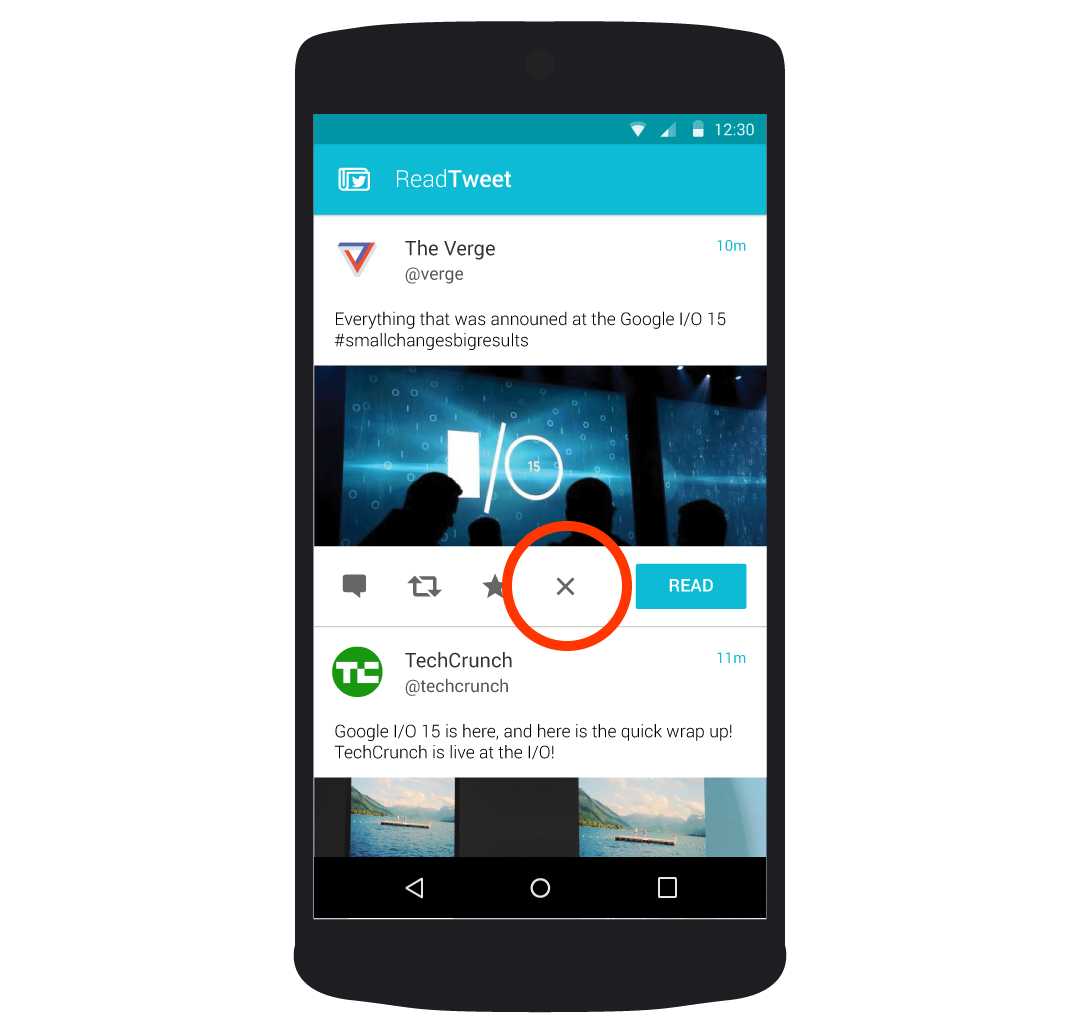 12:30
ReadTweet
The Verge
10m
@verge
Everything that was announed at the Google I/O 15
#smallchangesbigresults
I/O
15
READ
TC
TechCrunch
11m
@techcrunch
Google I/O 15 is here, and here is the quick wrap up!
TechCrunch is live at the I/O!